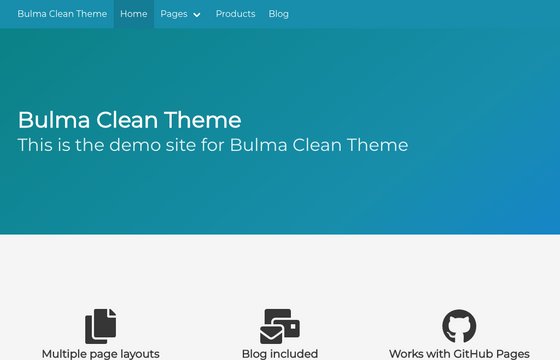 Bulma Clean Theme Home Pages Products Blog
Bulma Clean Theme
This is the demo site for Bulma Clean Theme
Multiple page layouts Blog included Works with GitHub Pages